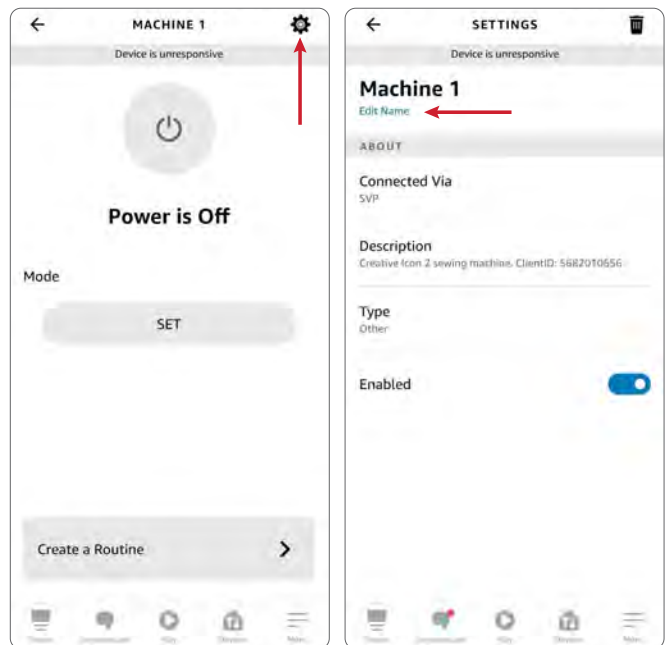 MACHINE 1
Device is unresponsive
Power is Off
Mode
SET
Create a Routine
SETTINGS
Device is unresponsive
Machine 1
Edit Name
ABOUT
Connected Via
SVP
Description
Creative Icon 2 sewing machine. ClientID: 5682010656
Type
Other
Enabled